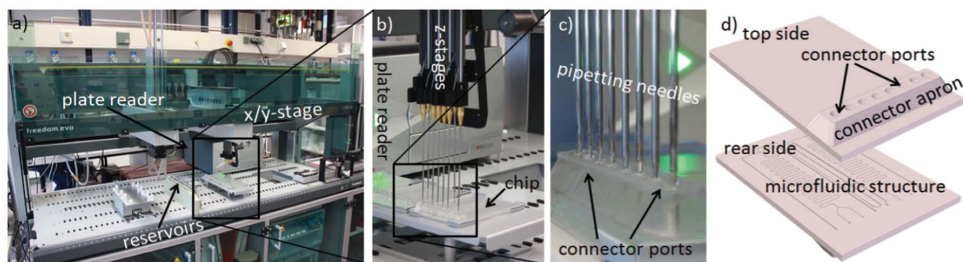 a)
plate reader
x/y-stage
freedom evo
reservoirs
b)
z-stages
plate reader
chip
c)
pipetting needles
connector ports
d)
top side
connector ports
connector apron
rear side
microfluidic structure